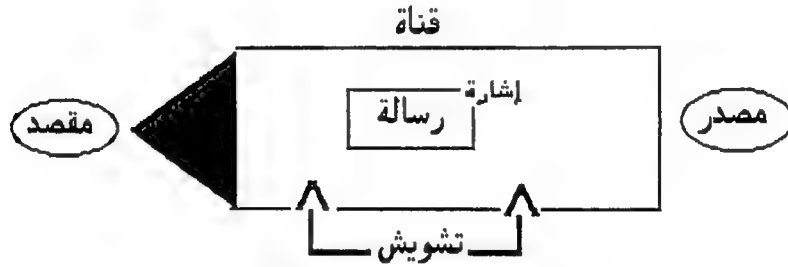 قناة
مصدر
إشارة
رسالة
مقصد
تشويش